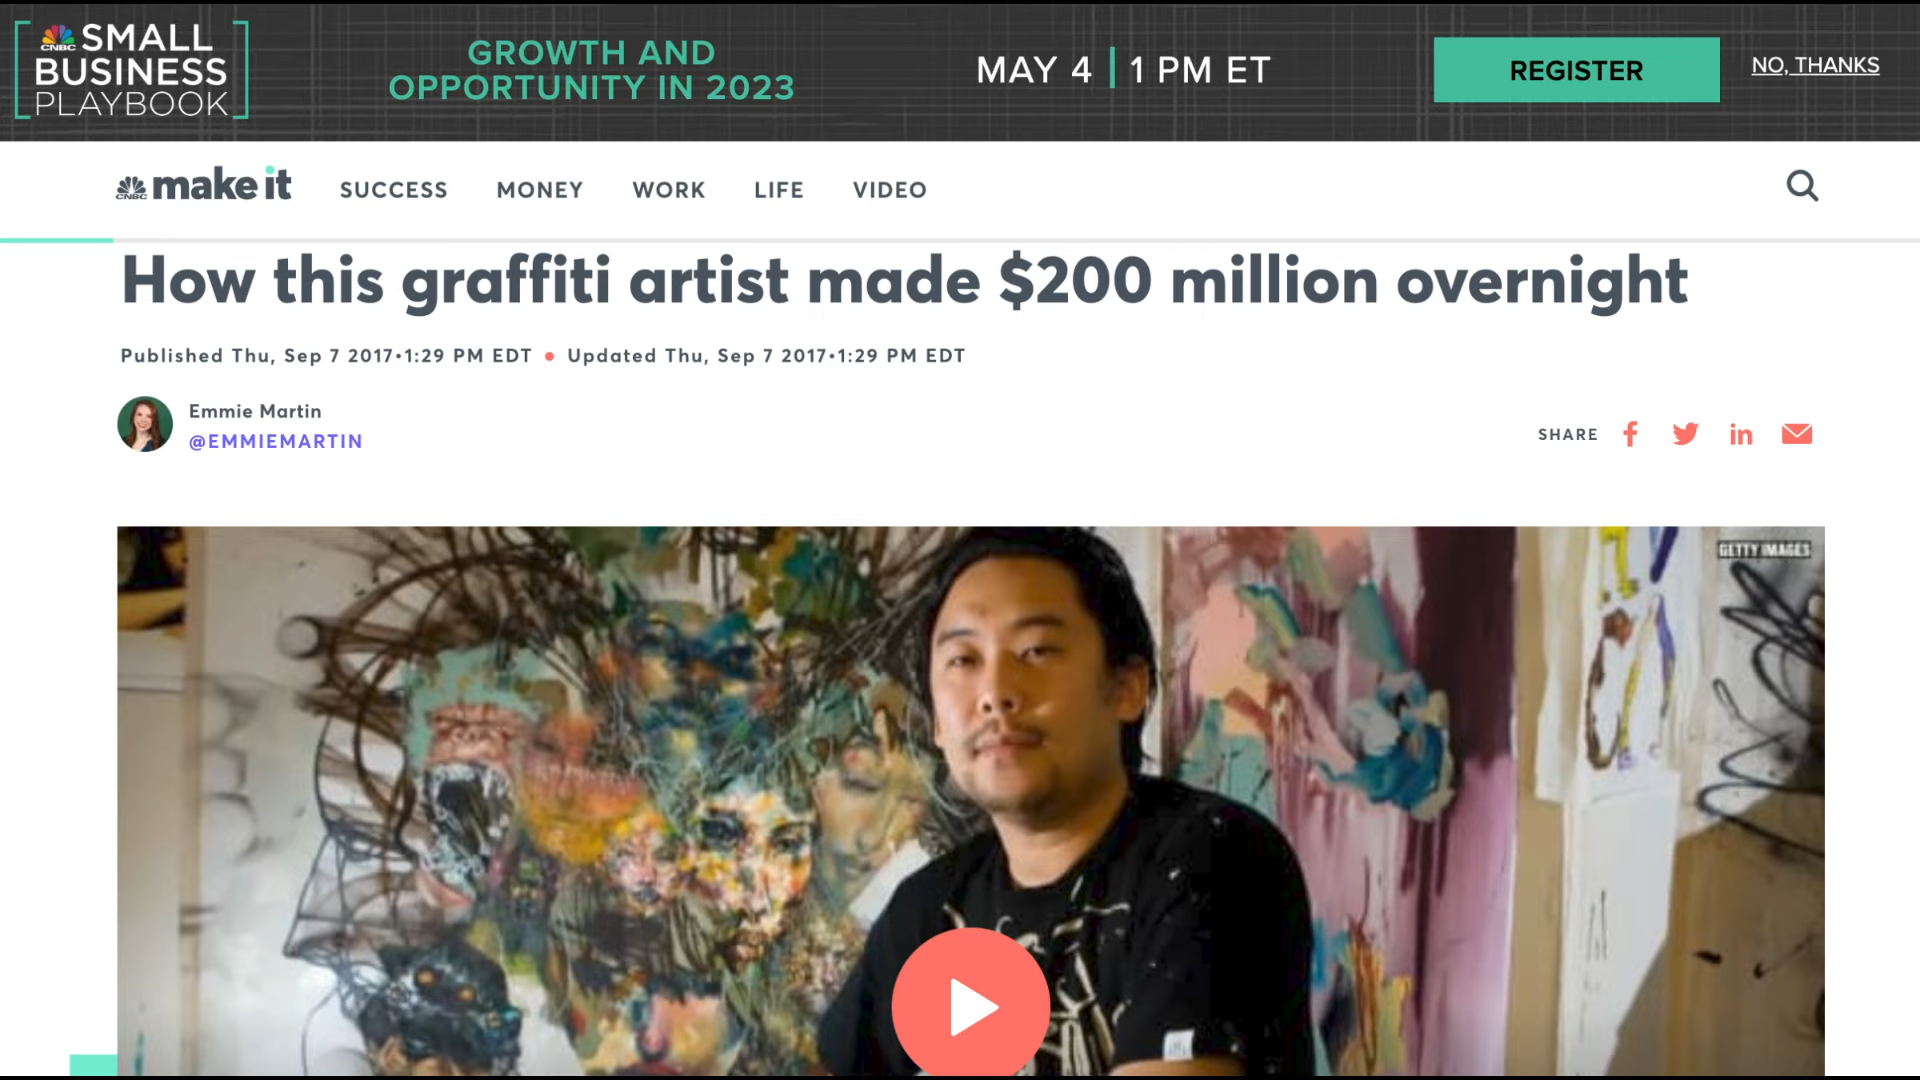 CNBC SMALL
BUSINESS
PLAYBOOK
GROWTH AND
OPPORTUNITY IN 2023
MAY 4 | 1 PM ET
REGISTER
NO, THANKS
CNBC make it
SUCCESS MONEY WORK LIFE VIDEO
How this graffiti artist made $200 million overnight
Published Thu, Sep 7 2017•1:29 PM EDT • Updated Thu, Sep 7 2017•1:29 PM EDT
Emmie Martin
@EMMIEMARTIN
SHARE
GETTY IMAGES